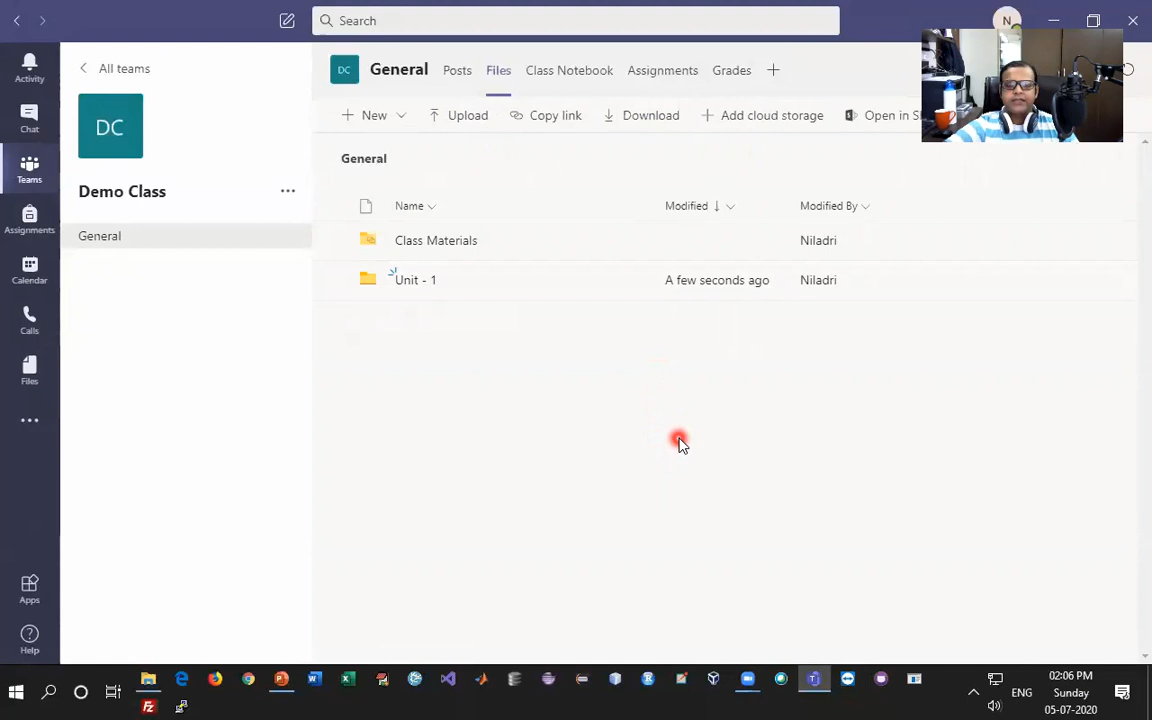 Search
N
Activity
Chat
Teams
Assignments
Calendar
Calls
Files
Apps
Help
All teams
DC
Demo Class
General
DC
General
Posts
Files
Class Notebook
Assignments
Grades
New
Upload
Copy link
Download
Add cloud storage
Open in
General
Name
Modified
Modified By
Class Materials
Niladri
Unit - 1
A few seconds ago
Niladri
ENG
02:06 PM
Sunday
05-07-2020